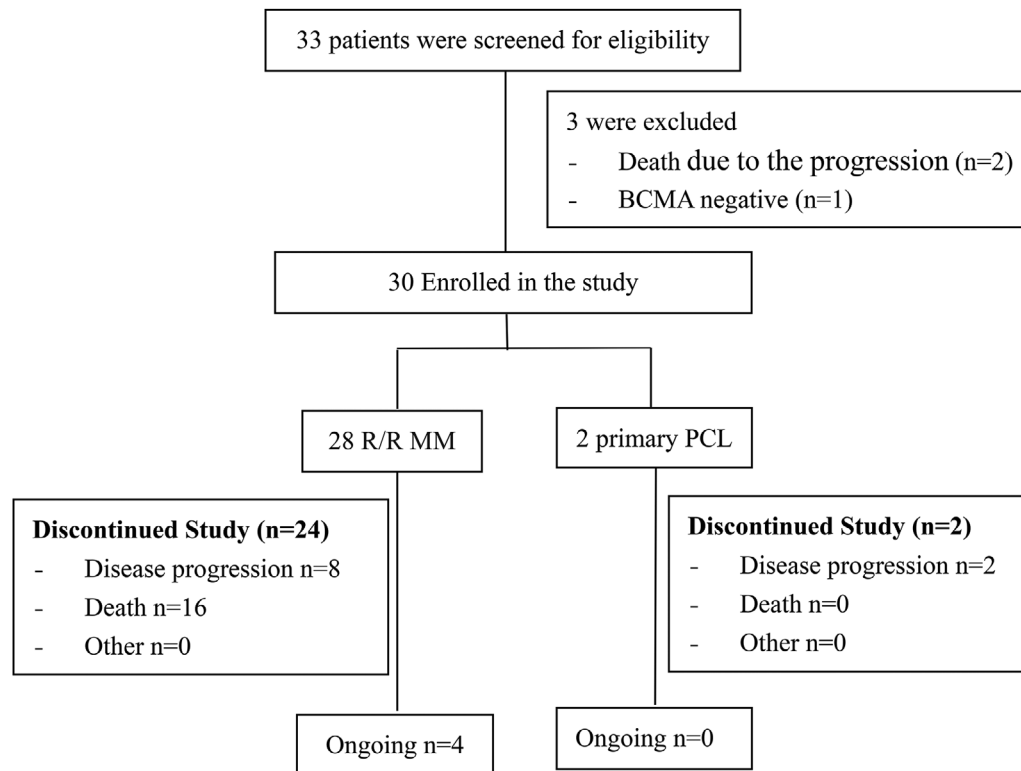 33 patients were screened for eligibility
3 were excluded
- Death due to the progression (n=2)
- BCMA negative (n=1)
30 Enrolled in the study
28 R/R MM
2 primary PCL
Discontinued Study (n=24)
- Disease progression n=8
- Death n=16
- Other n=0
Discontinued Study (n=2)
- Disease progression n=2
- Death n=0
- Other n=0
Ongoing n=4
Ongoing n=0